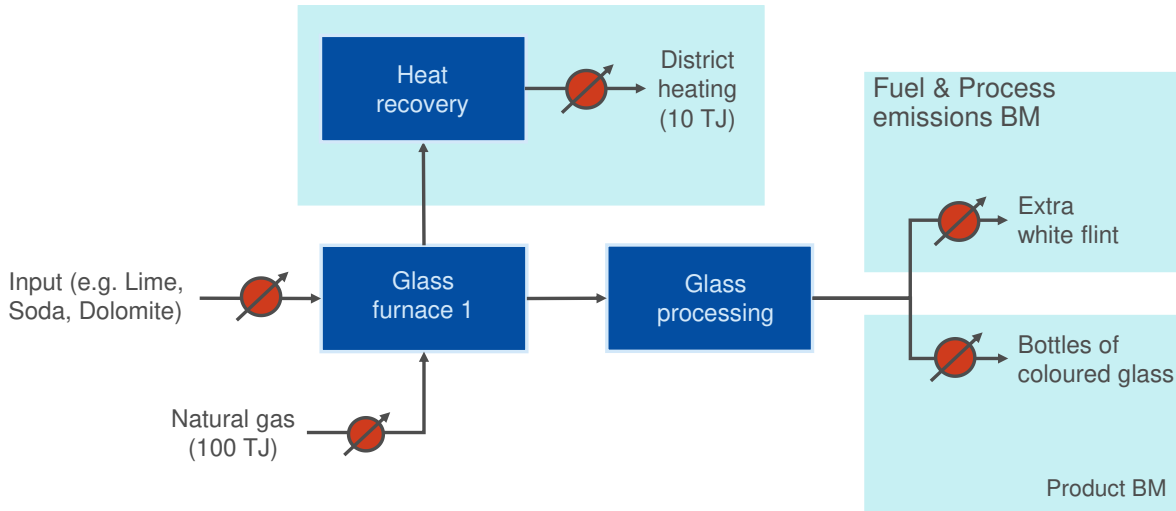 Heat
recovery
District
heating
(10 TJ)
Fuel & Process
emissions BM
Extra
white flint
Input (e.g. Lime,
Soda, Dolomite)
Glass
furnace 1
Glass
processing
Bottles of
coloured glass
Natural gas
(100 TJ)
Product BM